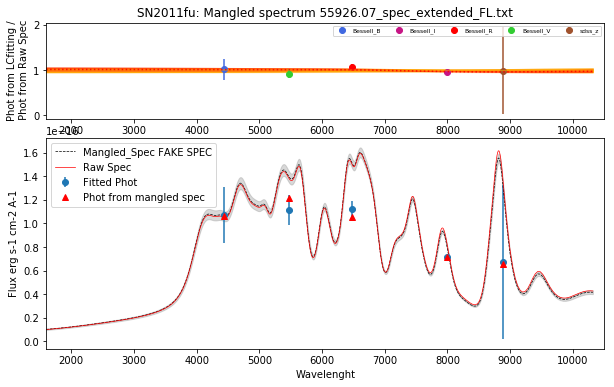 SN2011fu: Mangled spectrum 55926.07_spec_extended_FL.txt
Phot from LCfitting /
Phot from Raw Spec
2
1
0
Bessell_B
Bessell_I
Bessell_R
Bessell_V
sdss_z
2000 3000 4000 5000 6000 7000 8000 9000 10000
1e−16
Flux erg s-1 cm-2 A-1
1.6
1.4
1.2
1.0
0.8
0.6
0.4
0.2
0.0
Mangled_Spec FAKE SPEC
Raw Spec
Fitted Phot
Phot from mangled spec
2000 3000 4000 5000 6000 7000 8000 9000 10000
Wavelenght